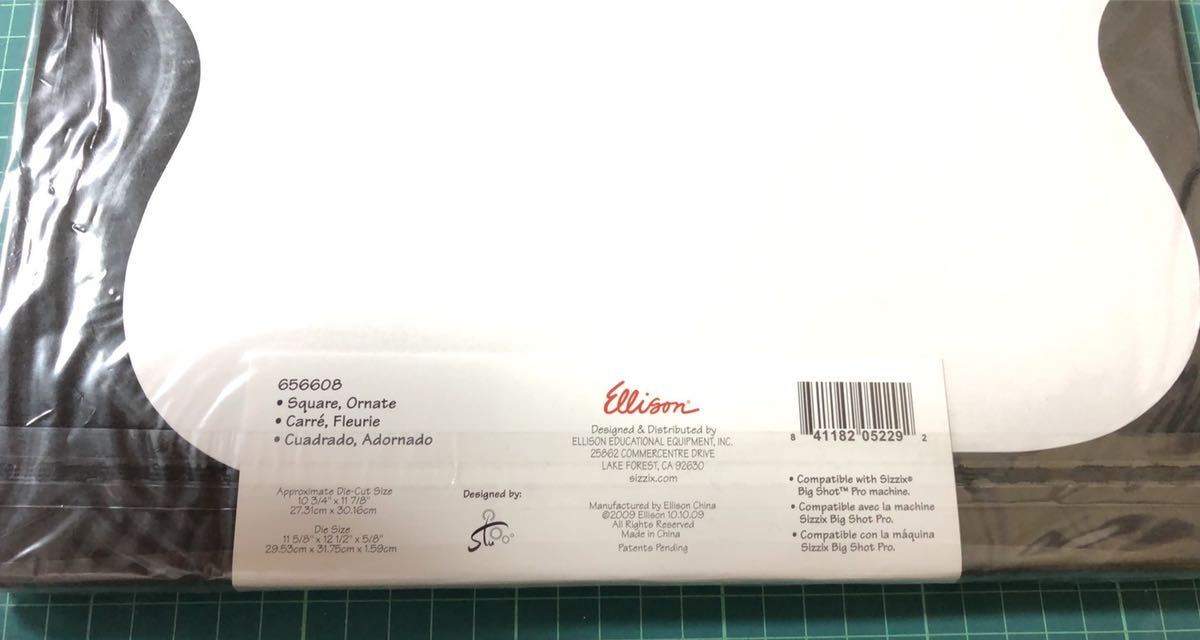 656608
• Square, Ornate
• Carré, Fleurie
• Cuadrado, Adornado
Approximate Die-Cut Size
10 3/4" x 11 7/8"
27.31cm x 30.16cm
Die Size
11 5/8" x 12 1/2" x 5/8"
29.53cm x 31.75cm x 1.59cm
Designed by:
Stu
Ellison®
Designed & Distributed by
ELLISON EDUCATIONAL EQUIPMENT, INC.
25862 COMMERCENTRE DRIVE
LAKE FOREST, CA 92630
sizzix.com
Manufactured by Ellison China
©2009 Ellison 10.10.09
All Rights Reserved
Made in China
Patents Pending
8 41182 05229 2
• Compatible with Sizzix®
Big Shot™ Pro machine.
• Compatible avec la machine
Sizzix Big Shot Pro.
• Compatible con la máquina
Sizzix Big Shot Pro.